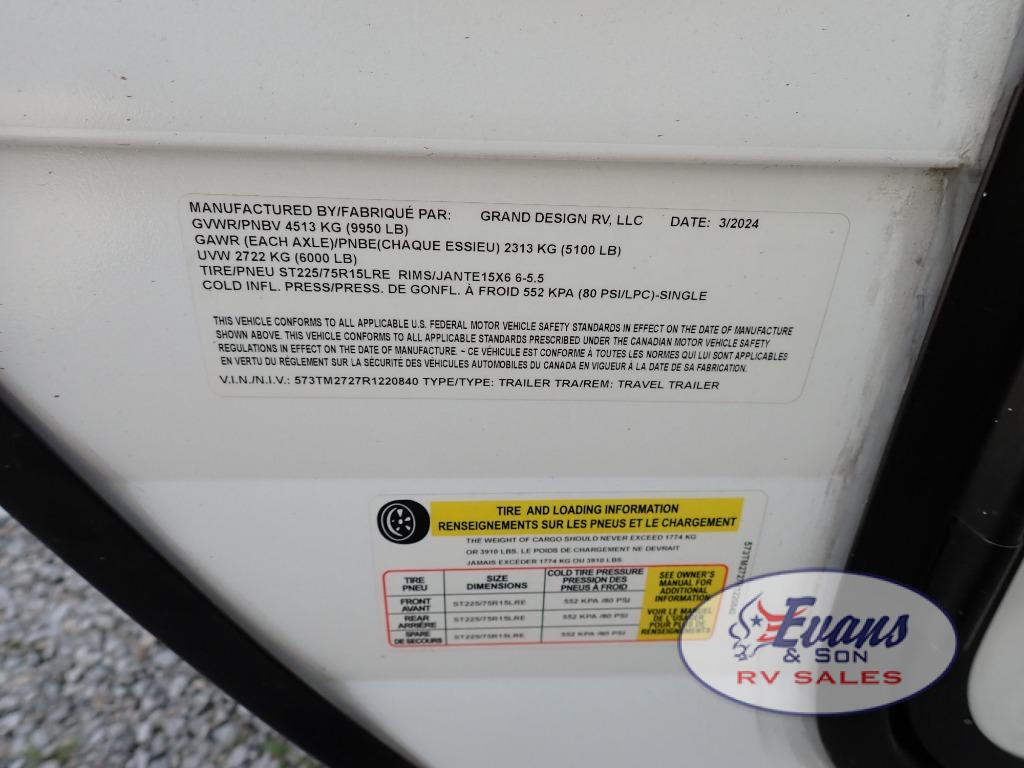 MANUFACTURED BY/FABRIQUÉ PAR: GRAND DESIGN RV, LLC DATE: 3/2024
GVWR/PNBV 4513 KG (9950 LB)
GAWR (EACH AXLE)/PNBE(CHAQUE ESSIEU) 2313 KG (5100 LB)
UVW 2722 KG (6000 LB)
TIRE/PNEU ST225/75R15LRE RIMS/JANTE15X6 6-5.5
COLD INFL. PRESS/PRESS. DE GONFL. À FROID 552 KPA (80 PSI/LPC)-SINGLE
THIS VEHICLE CONFORMS TO ALL APPLICABLE U.S. FEDERAL MOTOR VEHICLE SAFETY STANDARDS IN EFFECT ON THE DATE OF MANUFACTURE
SHOWN ABOVE. THIS VEHICLE CONFORMS TO ALL APPLICABLE STANDARDS PRESCRIBED UNDER THE CANADIAN MOTOR VEHICLE SAFETY
REGULATIONS IN EFFECT ON THE DATE OF MANUFACTURE. ~ CE VÉHICULE EST CONFORME À TOUTES LES NORMES QUI LUI SONT APPLICABLES
EN VERTU DU RÉGLEMENT SUR LA SÉCURITÉ DES VÉHICULES AUTOMOBILES DU CANADA EN VIGUEUR À LA DATE DE SA FABRICATION.
V.I.N./N.I.V.: 573TM2727R1220840 TYPE/TYPE: TRAILER TRA/REM: TRAVEL TRAILER
TIRE AND LOADING INFORMATION
RENSEIGNEMENTS SUR LES PNEUS ET LE CHARGEMENT
THE WEIGHT OF CARGO SHOULD NEVER EXCEED 1774 KG
OR 3910 LBS. LE POIDS DE CHARGEMENT NE DEVRAIT
JAMAIS EXCÉDER 1774 KG OU 3910 LBS.
TIRE
PNEU
SIZE
DIMENSIONS
COLD TIRE PRESSURE
PRESSION DES
PNEUS À FROID
FRONT
AVANT
ST225/75R15LRE
552 KPA /80 PSI
REAR
ARRIÈRE
ST225/75R15LRE
552 KPA /80 PSI
SPARE
DE SECOURS
ST225/75R15LRE
552 KPA /80 PSI
SEE OWNER'S
MANUAL FOR
ADDITIONAL
INFORMATION
VOIR LE
DE
POUR PLUS DE
RENSEIGNEMENTS
573TM2727R1220840
Evans
& SON
RV SALES